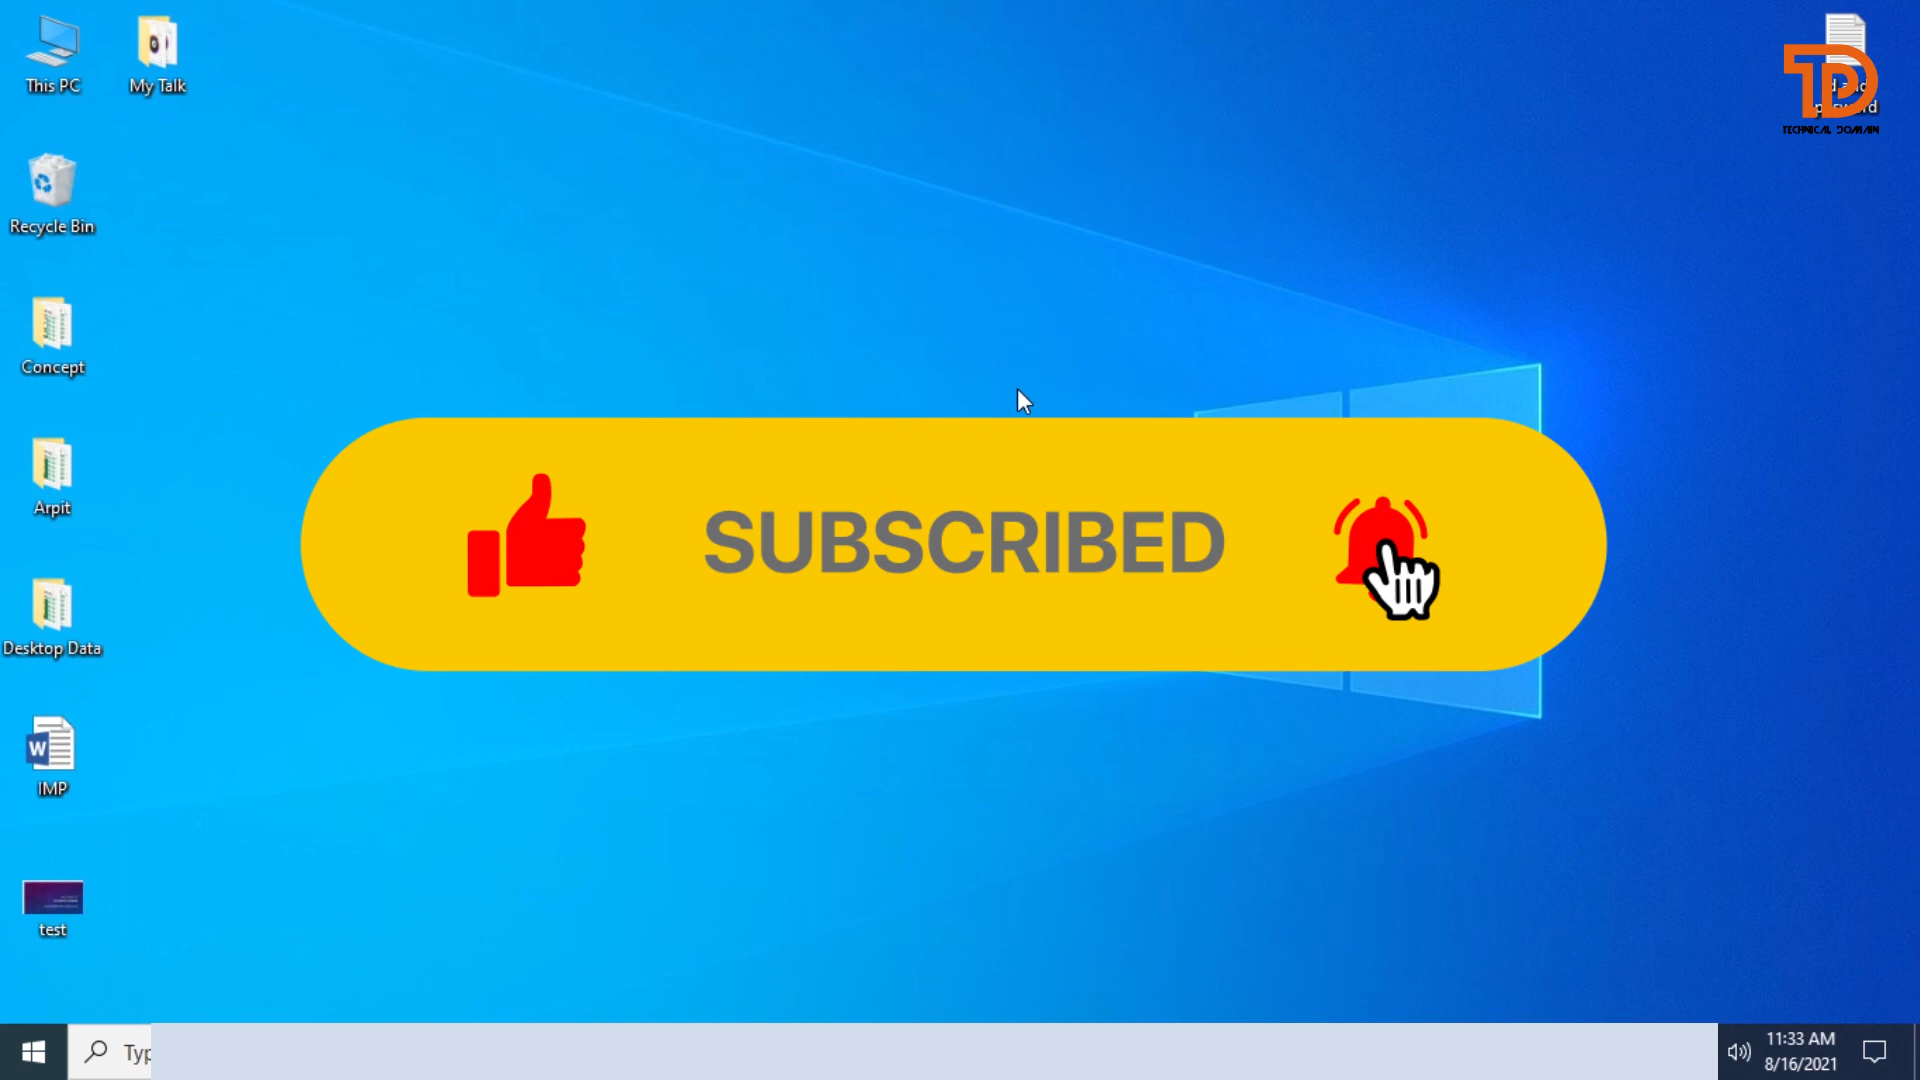 This PC
My Talk
TECHNICAL DOMAIN
Recycle Bin
Concept
Arpit
SUBSCRIBED
Desktop Data
W
IMP
test
Typ
11:33 AM
8/16/2021